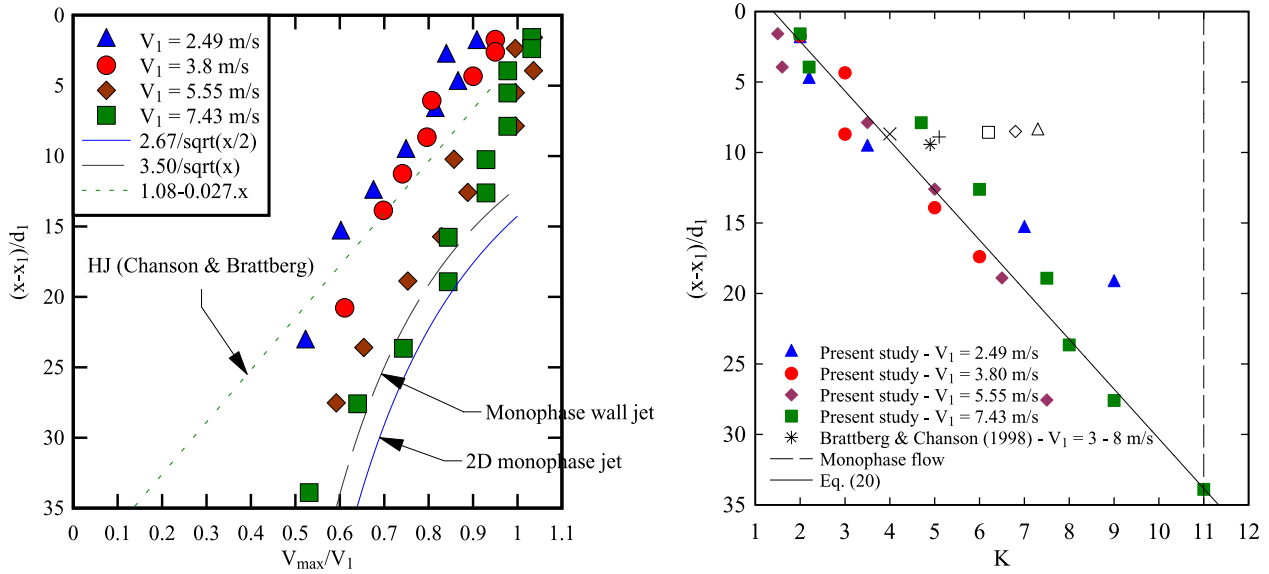 0
5
10
15
20
25
30
35
(x-x1)/d1
V1 = 2.49 m/s
V1 = 3.8 m/s
V1 = 5.55 m/s
V1 = 7.43 m/s
2.67/sqrt(x/2)
3.50/sqrt(x)
1.08-0.027.x
HJ (Chanson & Brattberg)
Monophase wall jet
2D monophase jet
0 0.1 0.2 0.3 0.4 0.5 0.6 0.7 0.8 0.9 1 1.1
Vmax/V1
0
5
10
15
20
25
30
35
(x-x1)/d1
Present study - V1 = 2.49 m/s
Present study - V1 = 3.80 m/s
Present study - V1 = 5.55 m/s
Present study - V1 = 7.43 m/s
Brattberg & Chanson (1998) - V1 = 3 - 8 m/s
Monophase flow
Eq. (20)
1 2 3 4 5 6 7 8 9 10 11 12
K